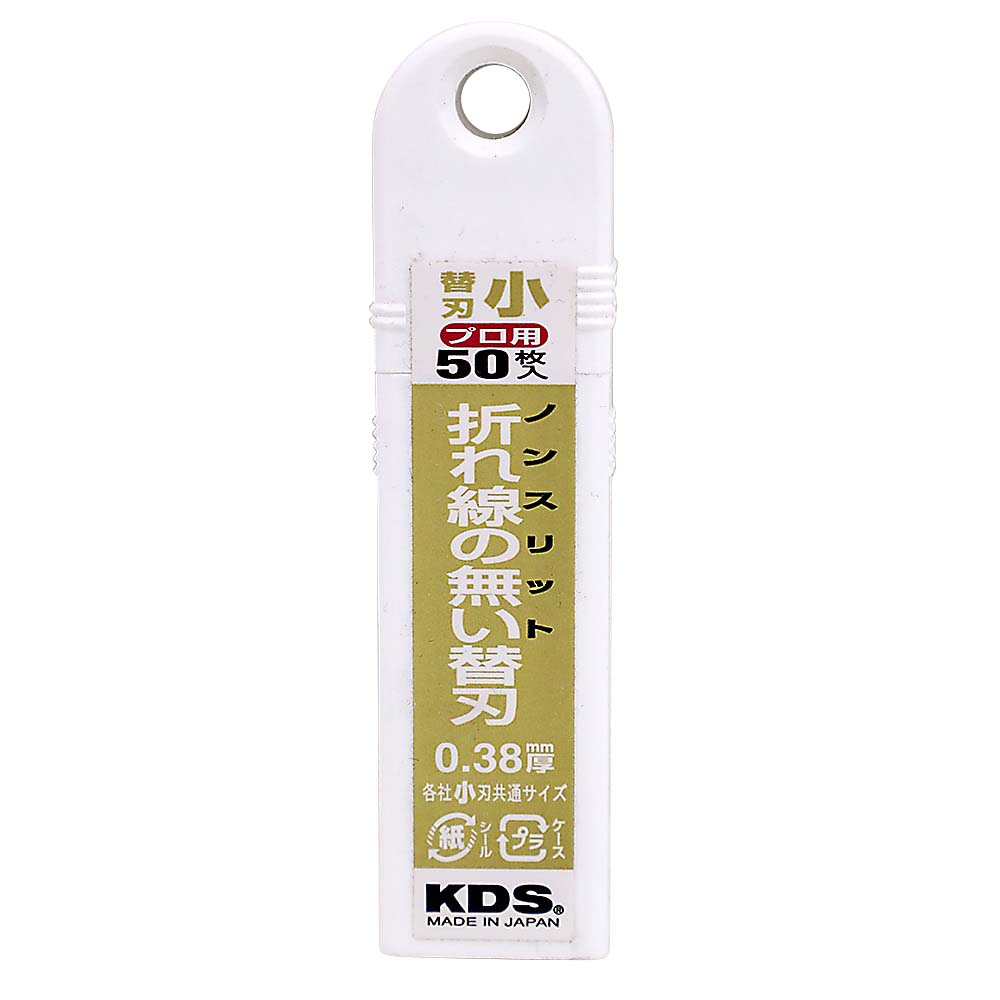 替刃 小
プロ用
50枚入
ノンスリット
折れ線の無い替刃
0.38mm厚
各社小刃共通サイズ
紙 シール プラ ケース
KDS®
MADE IN JAPAN